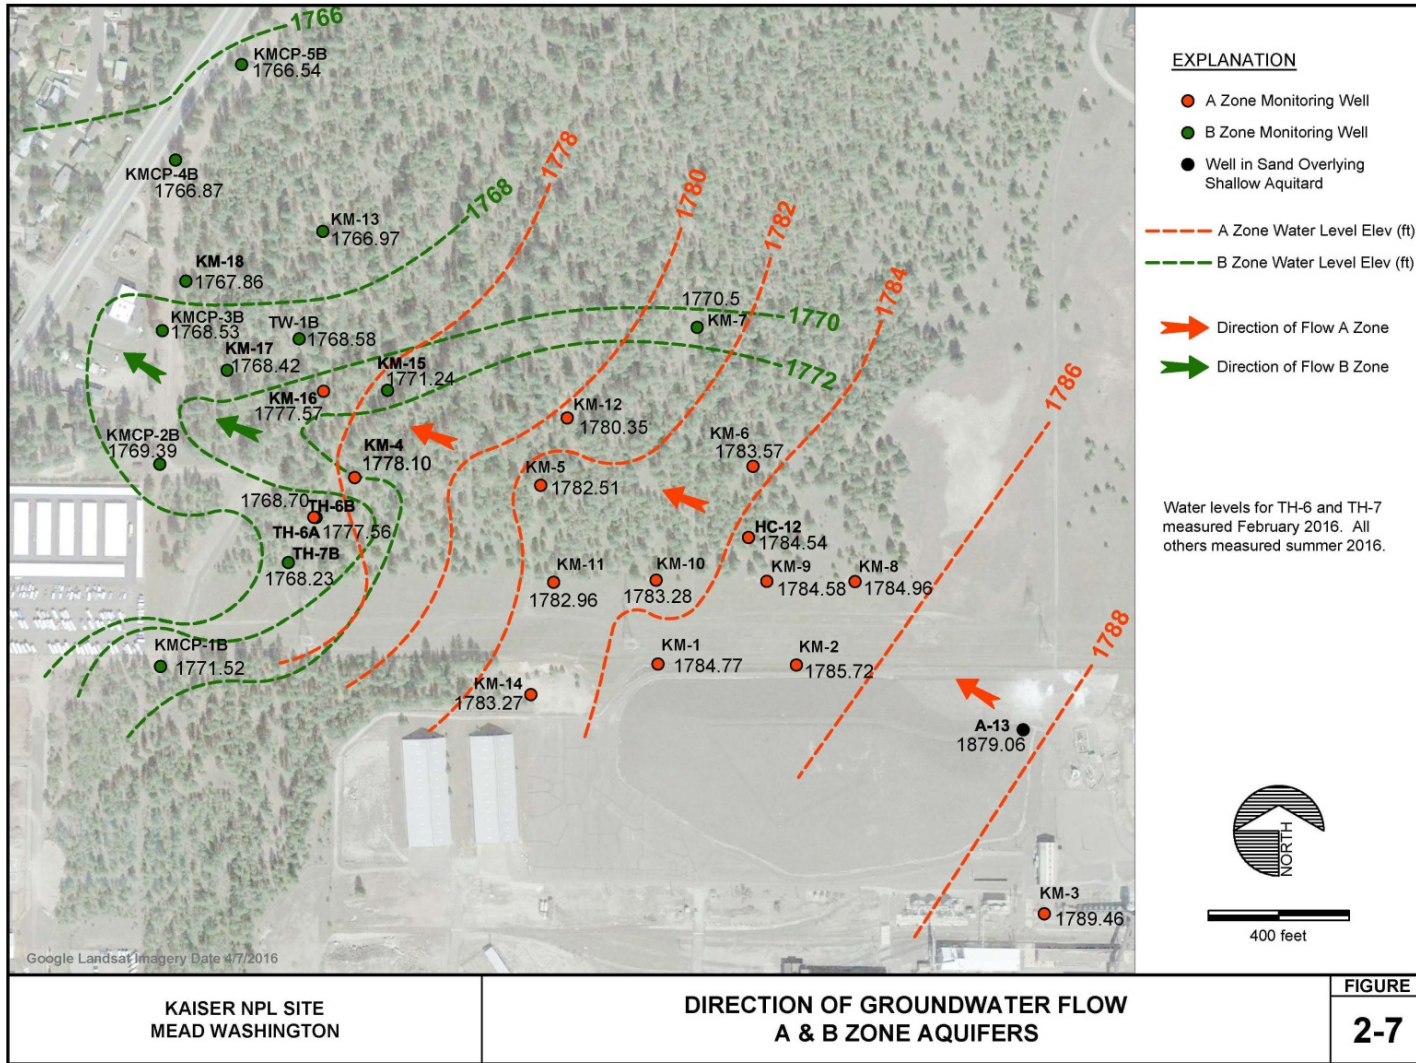 1766
KMCP-5B
1766.54
EXPLANATION
A Zone Monitoring Well
B Zone Monitoring Well
Well in Sand Overlying
Shallow Aquitard
A Zone Water Level Elev (ft)
B Zone Water Level Elev (ft)
Direction of Flow A Zone
Direction of Flow B Zone
KMCP-4B
1766.87
1778
1768
1780
1782
1784
1786
1788
KM-13
1766.97
KM-18
1767.86
KMCP-3B
1768.53
TW-1B
1768.58
KM-17
1768.42
KM-15
1771.24
KM-16
1777.57
1770.5
KM-7
1770
1772
KM-12
1780.35
KMCP-2B
1769.39
KM-4
1778.10
KM-5
1782.51
KM-6
1783.57
1768.70
TH-6B
TH-6A
1777.56
TH-7B
1768.23
HC-12
1784.54
KM-11
1782.96
KM-10
1783.28
KM-9
1784.58
KM-8
1784.96
Water levels for TH-6 and TH-7
measured February 2016. All
others measured summer 2016.
KMCP-1B
1771.52
KM-1
1784.77
KM-2
1785.72
KM-14
1783.27
A-13
1879.06
KM-3
1789.46
NORTH
400 feet
Google Landsat Imagery Date 4/7/2016
KAISER NPL SITE
MEAD WASHINGTON
DIRECTION OF GROUNDWATER FLOW
A & B ZONE AQUIFERS
FIGURE
2-7